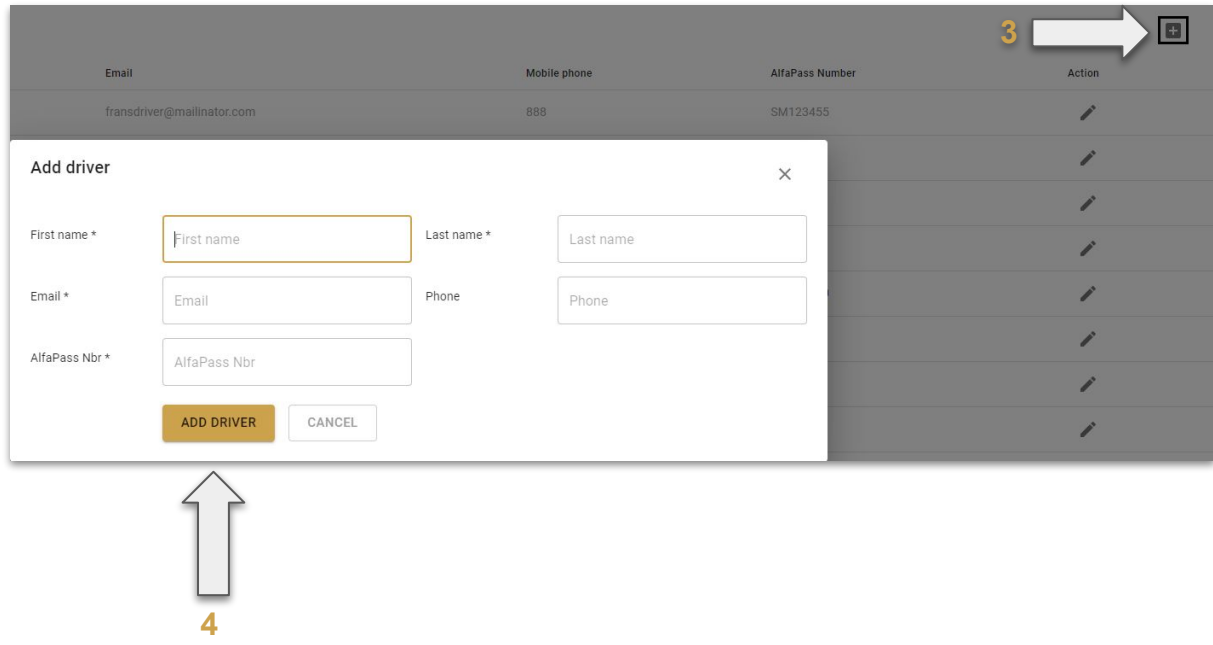 3
Email Mobile phone AlfaPass Number Action
fransdriver@mailinator.com 888 SM123455
Add driver
First name * First name Last name * Last name
Email * Email Phone Phone
AlfaPass Nbr * AlfaPass Nbr
ADD DRIVER CANCEL
4